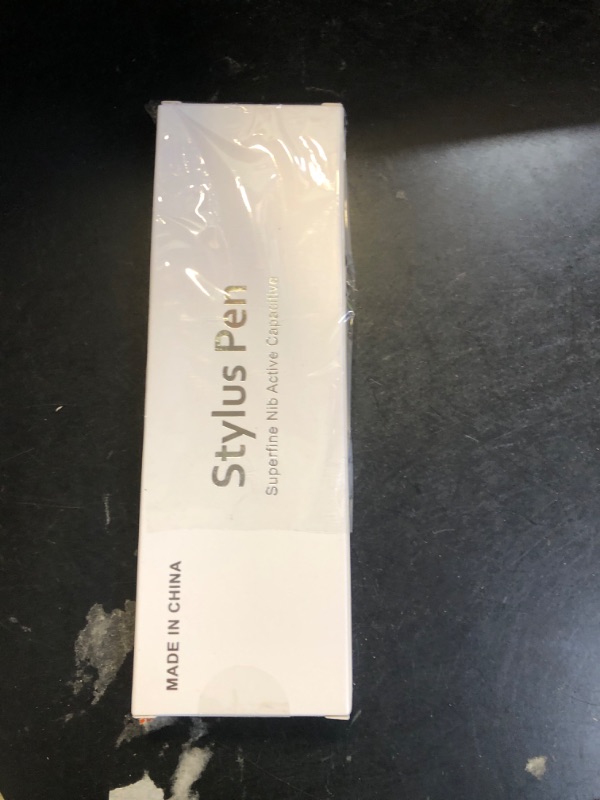 Stylus Pen
Superfine Nib Active Capacitive
MADE IN CHINA